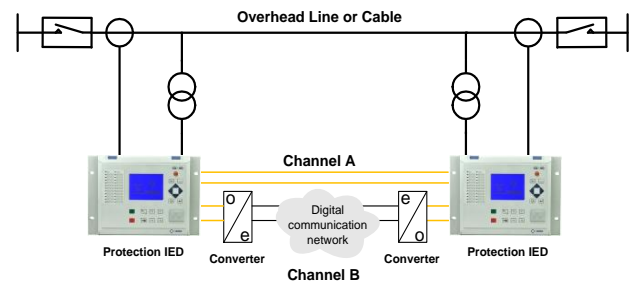 Overhead Line or Cable
Channel A
o
e
Digital
communication
network
e
o
Protection IED
Converter
Converter
Protection IED
Channel B